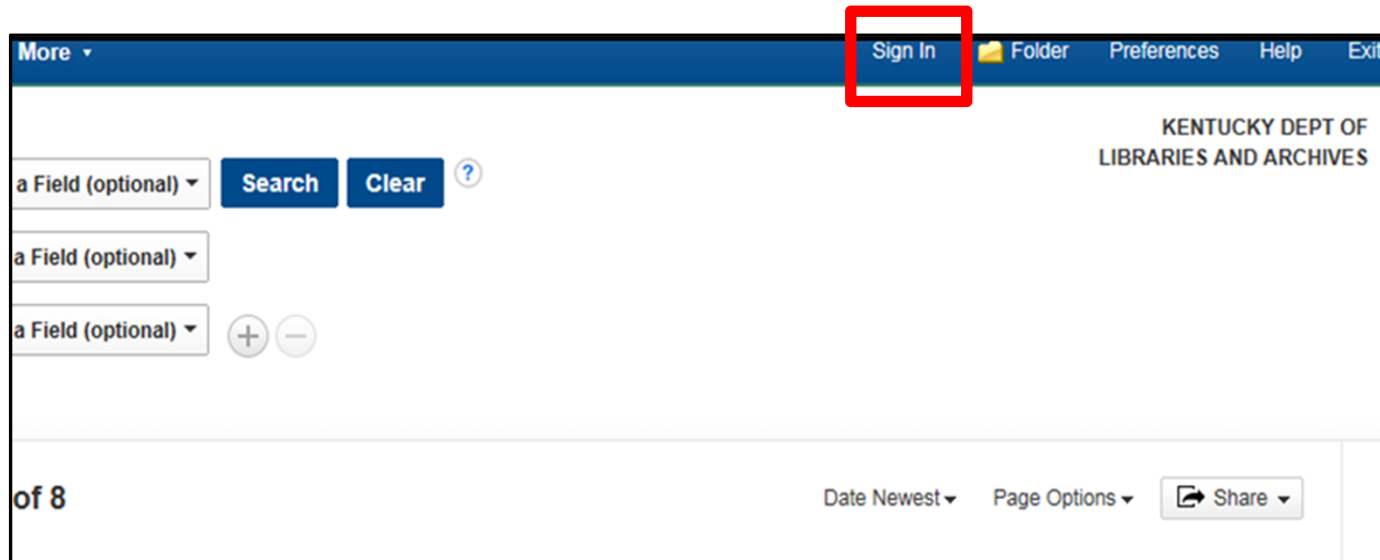 More Sign In Folder Preferences Help Exit
KENTUCKY DEPT OF
LIBRARIES AND ARCHIVES
a Field (optional) Search Clear ?
a Field (optional)
a Field (optional)
of 8 Date Newest Page Options Share